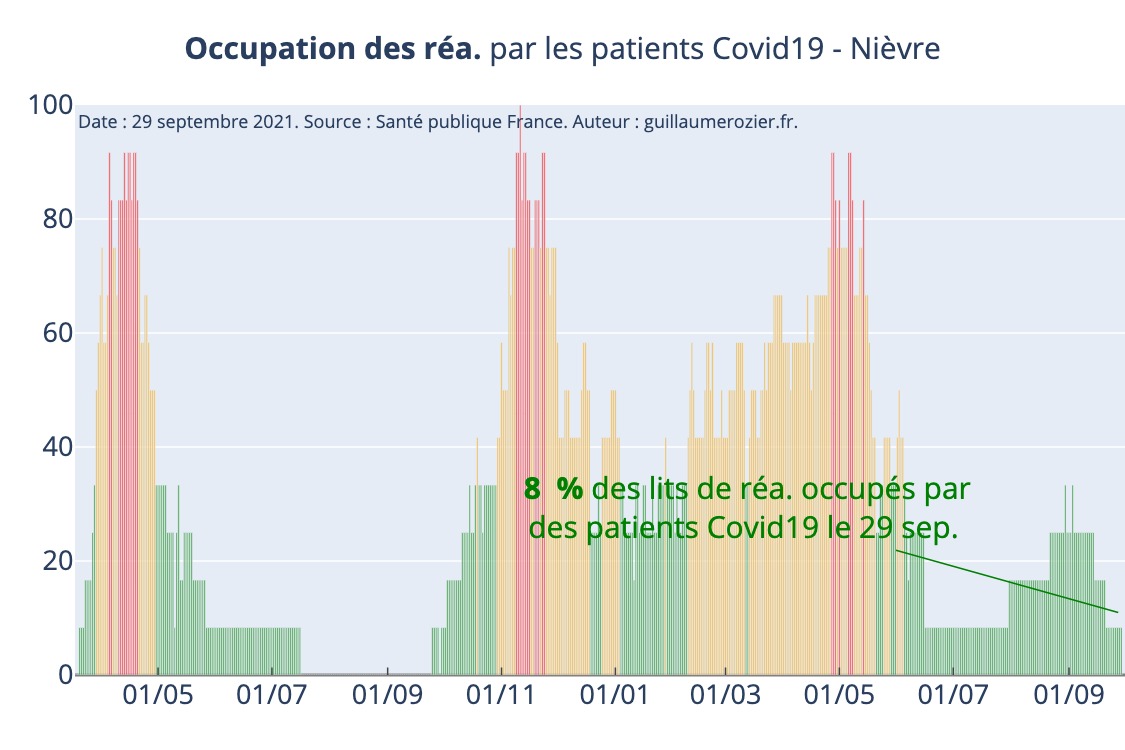 Occupation des réa. par les patients Covid19 - Nièvre
100
Date : 29 septembre 2021. Source : Santé publique France. Auteur : guillaumerozier.fr.
80
60
40
8 % des lits de réa. occupés par
des patients Covid19 le 29 sep.
20
0
01/05 01/07 01/09 01/11 01/01 01/03 01/05 01/07 01/09